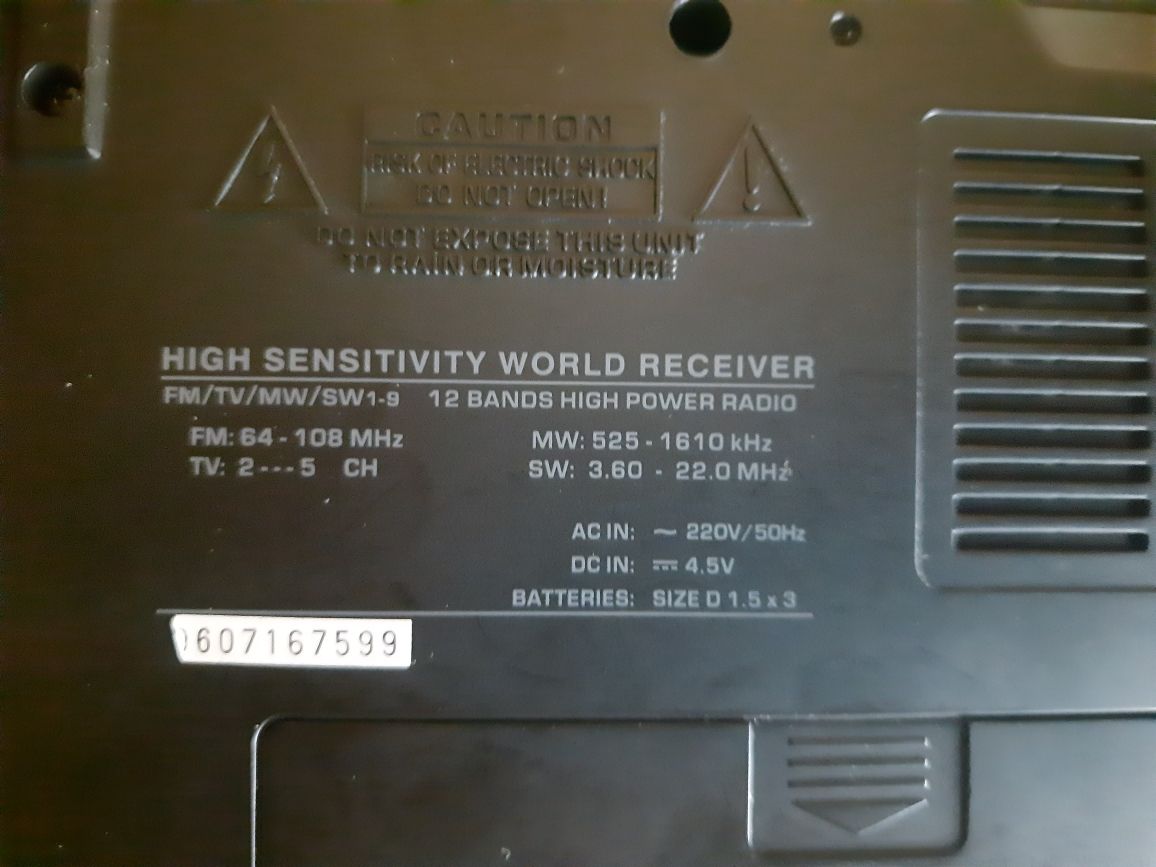 CAUTION
RISK OF ELECTRIC SHOCK
DO NOT OPEN!
DO NOT EXPOSE THIS UNIT
TO RAIN OR MOISTURE
HIGH SENSITIVITY WORLD RECEIVER
FM/TV/MW/SW1-9 12 BANDS HIGH POWER RADIO
FM: 64 - 108 MHz MW: 525 - 1610 kHz
TV: 2 --- 5 CH SW: 3.60 - 22.0 MHz
AC IN: ~ 220V/50Hz
DC IN: ⎓ 4.5V
BATTERIES: SIZE D 1.5 x 3
0607167599